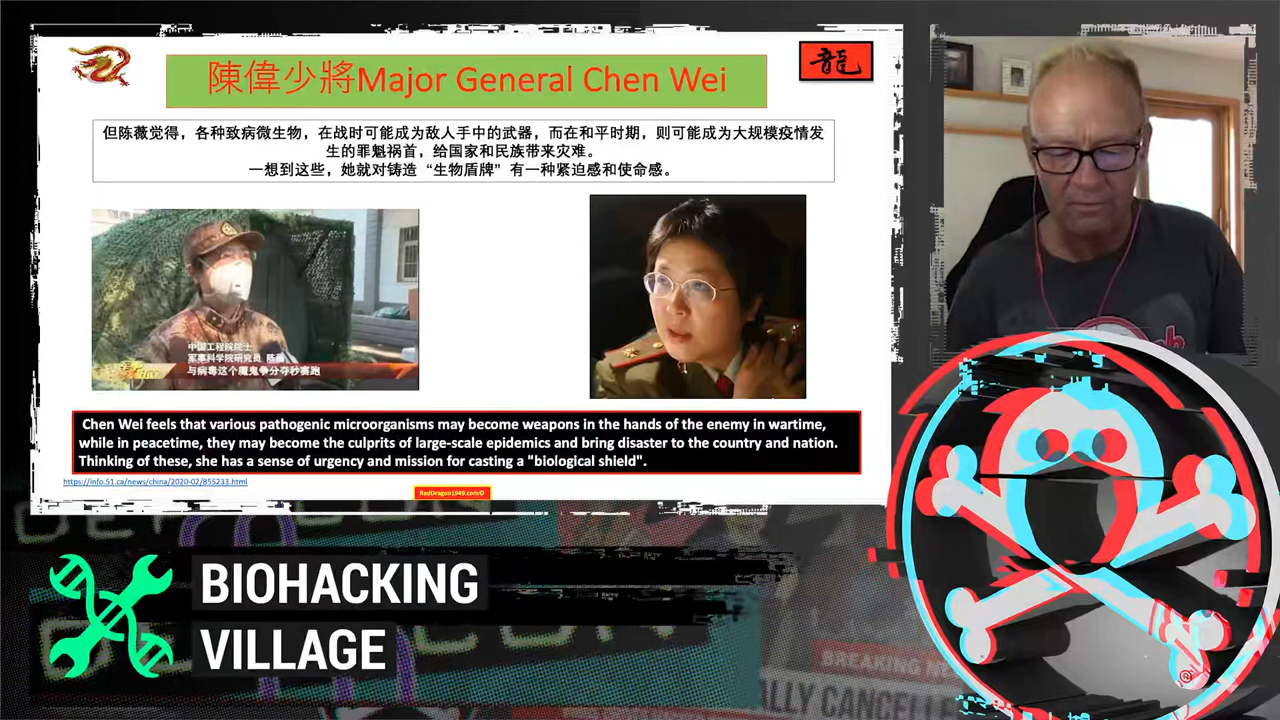 陳偉少將Major General Chen Wei
龍
但陈薇觉得，各种致病微生物，在战时可能成为敌人手中的武器，而在和平时期，则可能成为大规模疫情发
生的罪魁祸首，给国家和民族带来灾难。
一想到这些，她就对铸造 “生物盾牌” 有一种紧迫感和使命感。
中国工程院院士
军事科学院研究员 陈薇
与病毒这个魔鬼争分夺秒赛跑
Chen Wei feels that various pathogenic microorganisms may become weapons in the hands of the enemy in wartime,
while in peacetime, they may become the culprits of large-scale epidemics and bring disaster to the country and nation.
Thinking of these, she has a sense of urgency and mission for casting a "biological shield".
https://info.51.ca/news/china/2020-02/855233.html
RedDragon1949.com©
BIOHACKING
VILLAGE
BREAKING NE
ALLY CANCELLE
®